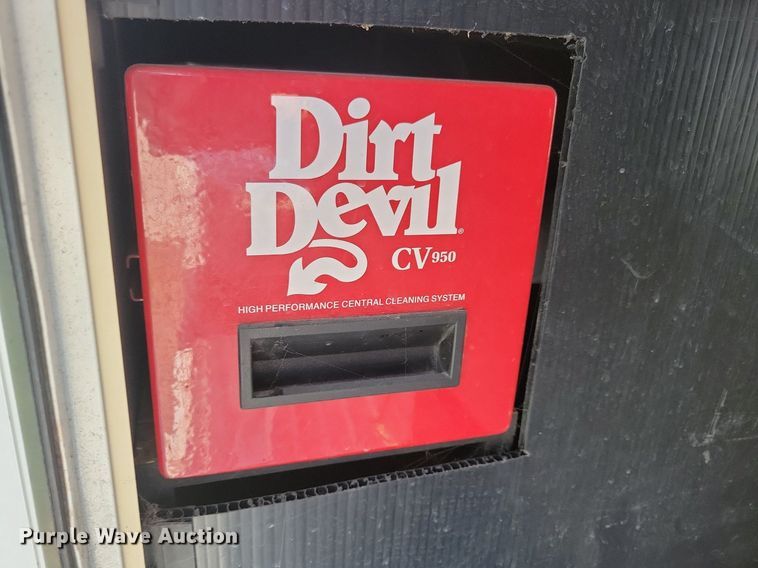 Dirt
Devil®
CV950
HIGH PERFORMANCE CENTRAL CLEANING SYSTEM
Purple Wave Auction